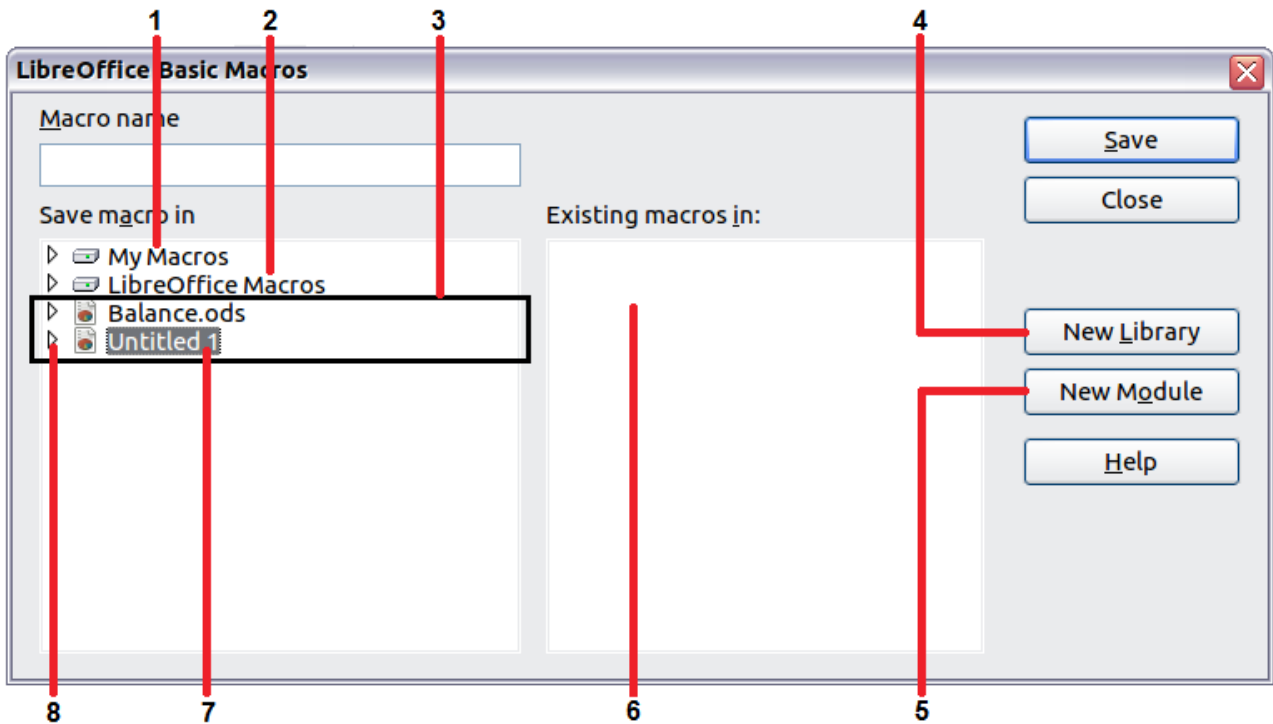 1 2 3 4
LibreOffice Basic Macros
Macro name
Save
Close
Save macro in
Existing macros in:
My Macros
LibreOffice Macros
Balance.ods
Untitled 1
New Library
New Module
Help
8 7 6 5